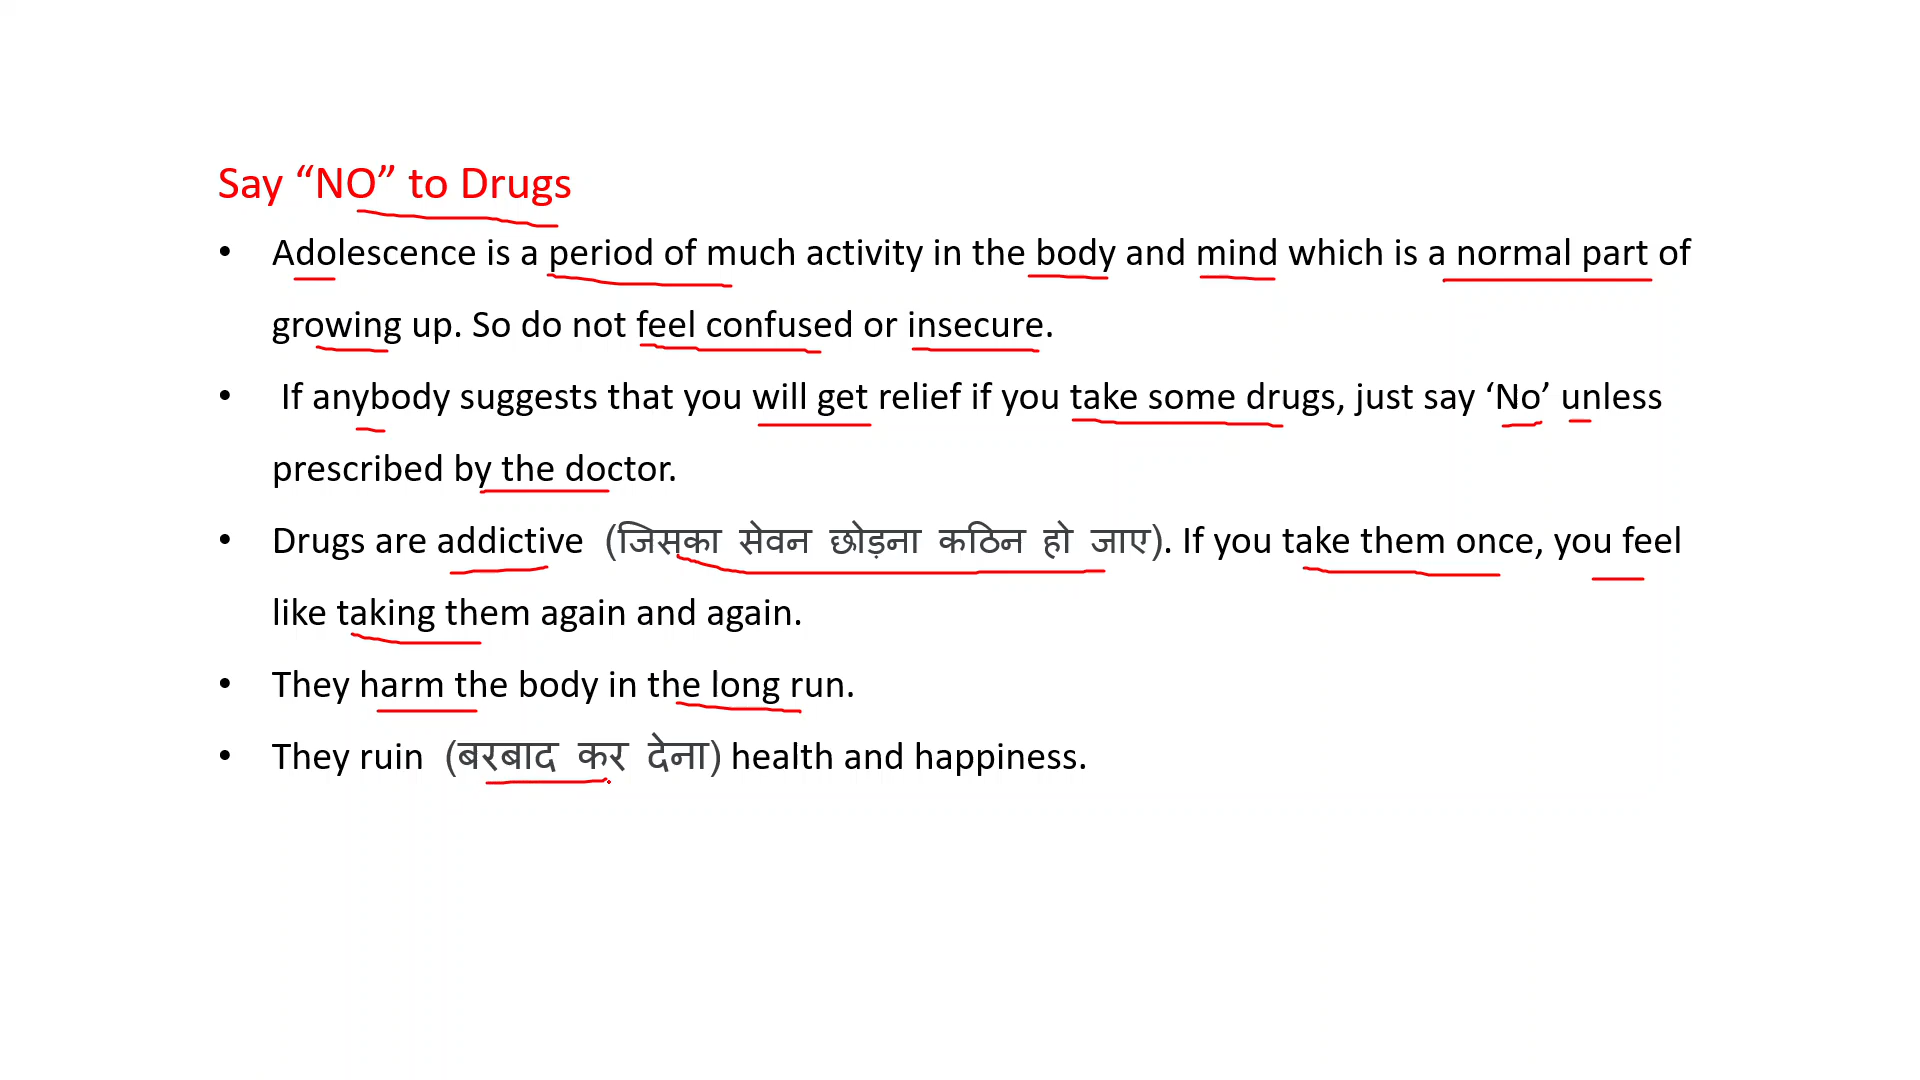 Say “NO” to Drugs
• Adolescence is a period of much activity in the body and mind which is a normal part of
growing up. So do not feel confused or insecure.
• If anybody suggests that you will get relief if you take some drugs, just say ‘No’ unless
prescribed by the doctor.
• Drugs are addictive (जिसका सेवन छोड़ना कठिन हो जाए). If you take them once, you feel
like taking them again and again.
• They harm the body in the long run.
• They ruin (बरबाद कर देना) health and happiness.